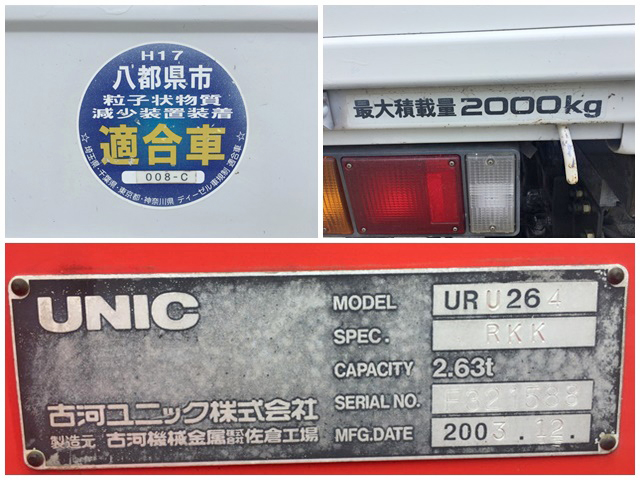 H17
八都県市
粒子状物質
減少装置装着
適合車
008-C
☆埼玉県・千葉県・東京都・神奈川県 ディーゼル車規制 適合車☆
最大積載量2000kg
UNIC
MODEL URU264
SPEC. RKK
CAPACITY 2.63t
古河ユニック株式会社
SERIAL NO.
製造元 古河機械金属株式会社佐倉工場
MFG.DATE 2003.12.